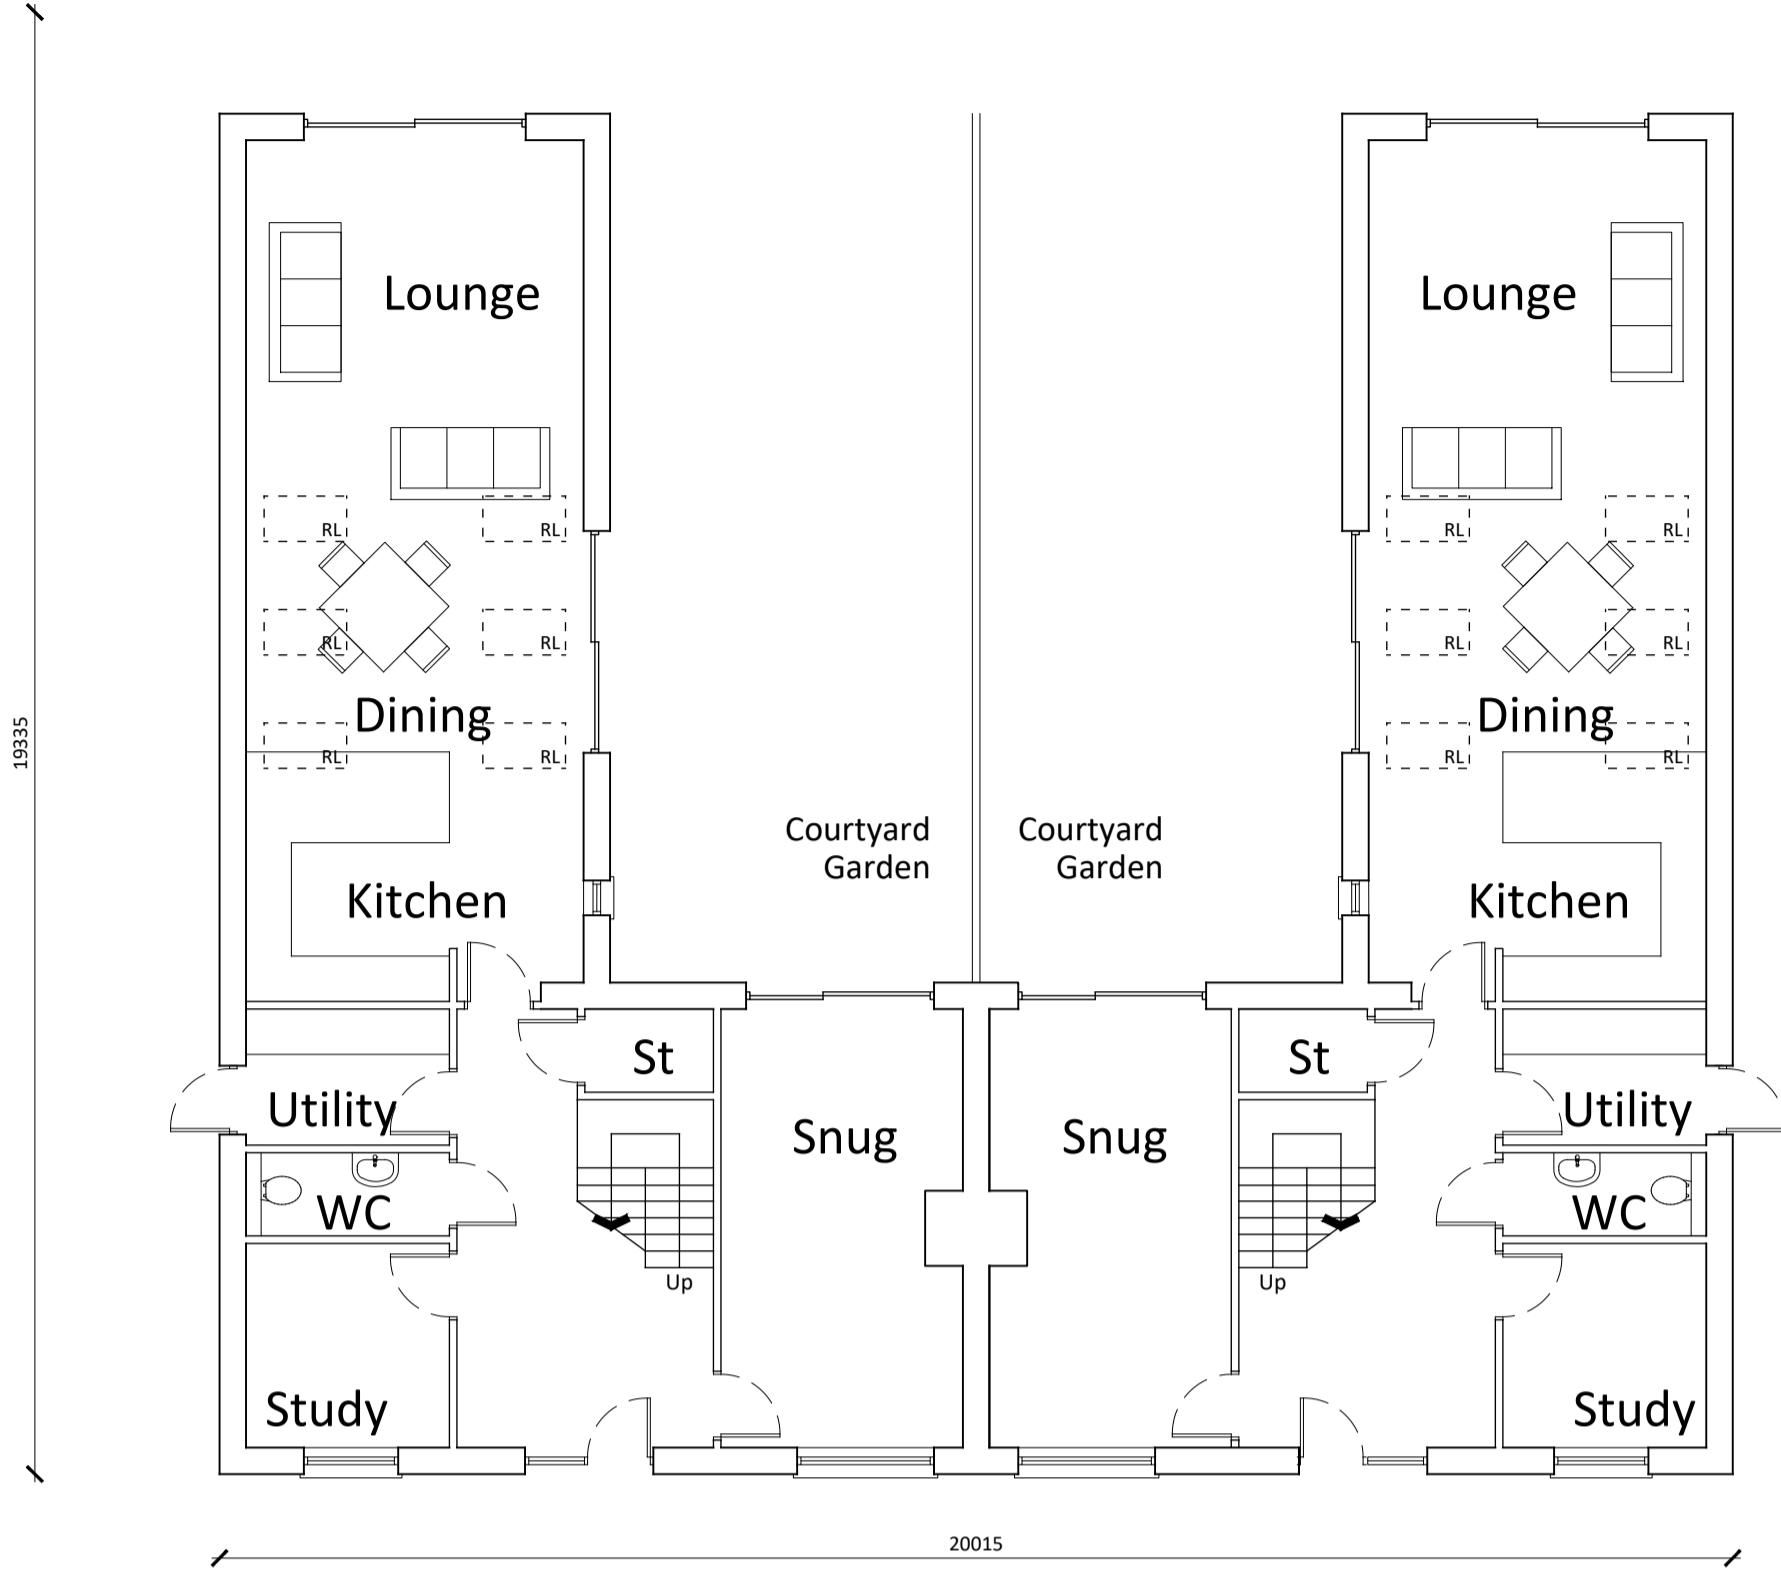 Lounge
Lounge
RL
RL
RL
RL
RL
RL
RL
RL
Dining
Dining
RL
RL
RL
RL
19335
Courtyard
Garden
Courtyard
Garden
Kitchen
Kitchen
St
St
Utility
Snug
Snug
Utility
WC
WC
Up
Up
Study
Study
20015